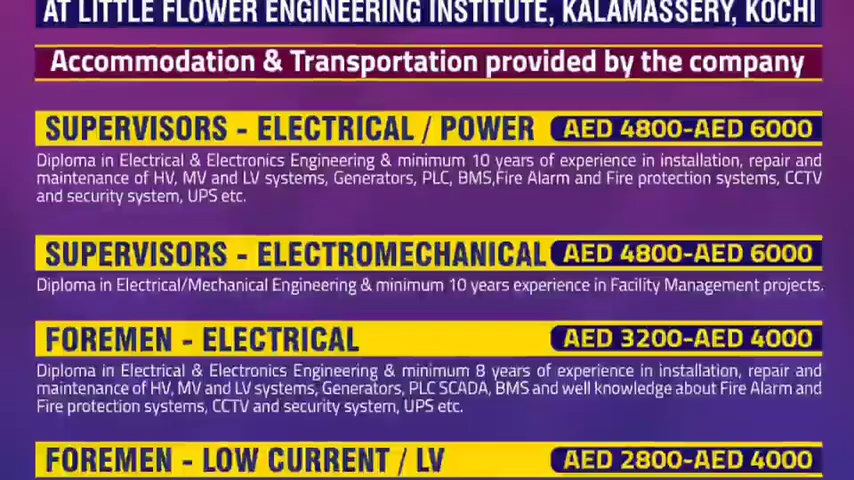 AT LITTLE FLOWER ENGINEERING INSTITUTE, KALAMASSERY, KOCHI
Accommodation & Transportation provided by the company
SUPERVISORS - ELECTRICAL / POWER AED 4800-AED 6000
Diploma in Electrical & Electronics Engineering & minimum 10 years of experience in installation, repair and
maintenance of HV, MV and LV systems, Generators, PLC, BMS,Fire Alarm and Fire protection systems, CCTV
and security system, UPS etc.
SUPERVISORS - ELECTROMECHANICAL AED 4800-AED 6000
Diploma in Electrical/Mechanical Engineering & minimum 10 years experience in Facility Management projects.
FOREMEN - ELECTRICAL AED 3200-AED 4000
Diploma in Electrical & Electronics Engineering & minimum 8 years of experience in installation, repair and
maintenance of HV, MV and LV systems, Generators, PLC SCADA, BMS and well knowledge about Fire Alarm and
Fire protection systems, CCTV and security system, UPS etc.
FOREMEN - LOW CURRENT / LV AED 2800-AED 4000